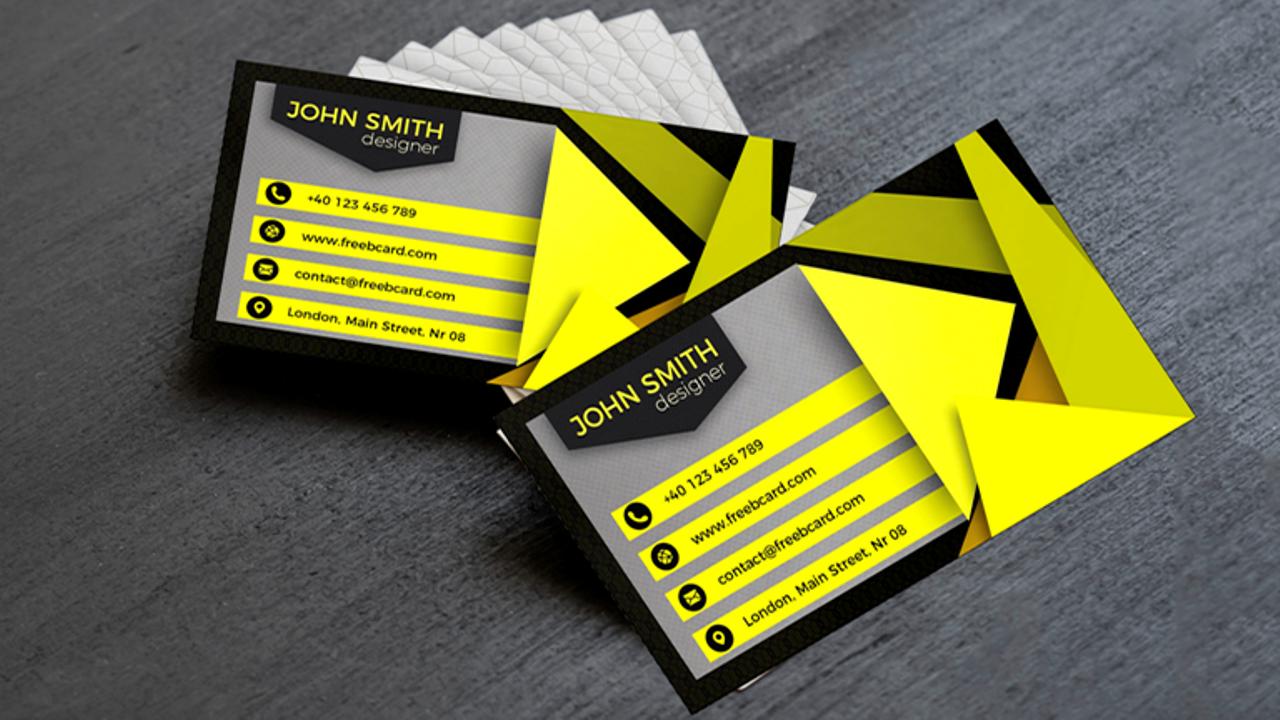 JOHN SMITH
designer
+40 123 456 789
www.freebcard.com
contact@freebcard.com
London, Main Street, Nr 08
JOHN SMITH
designer
+40 123 456 789
www.freebcard.com
contact@freebcard.com
London, Main Street, Nr 08